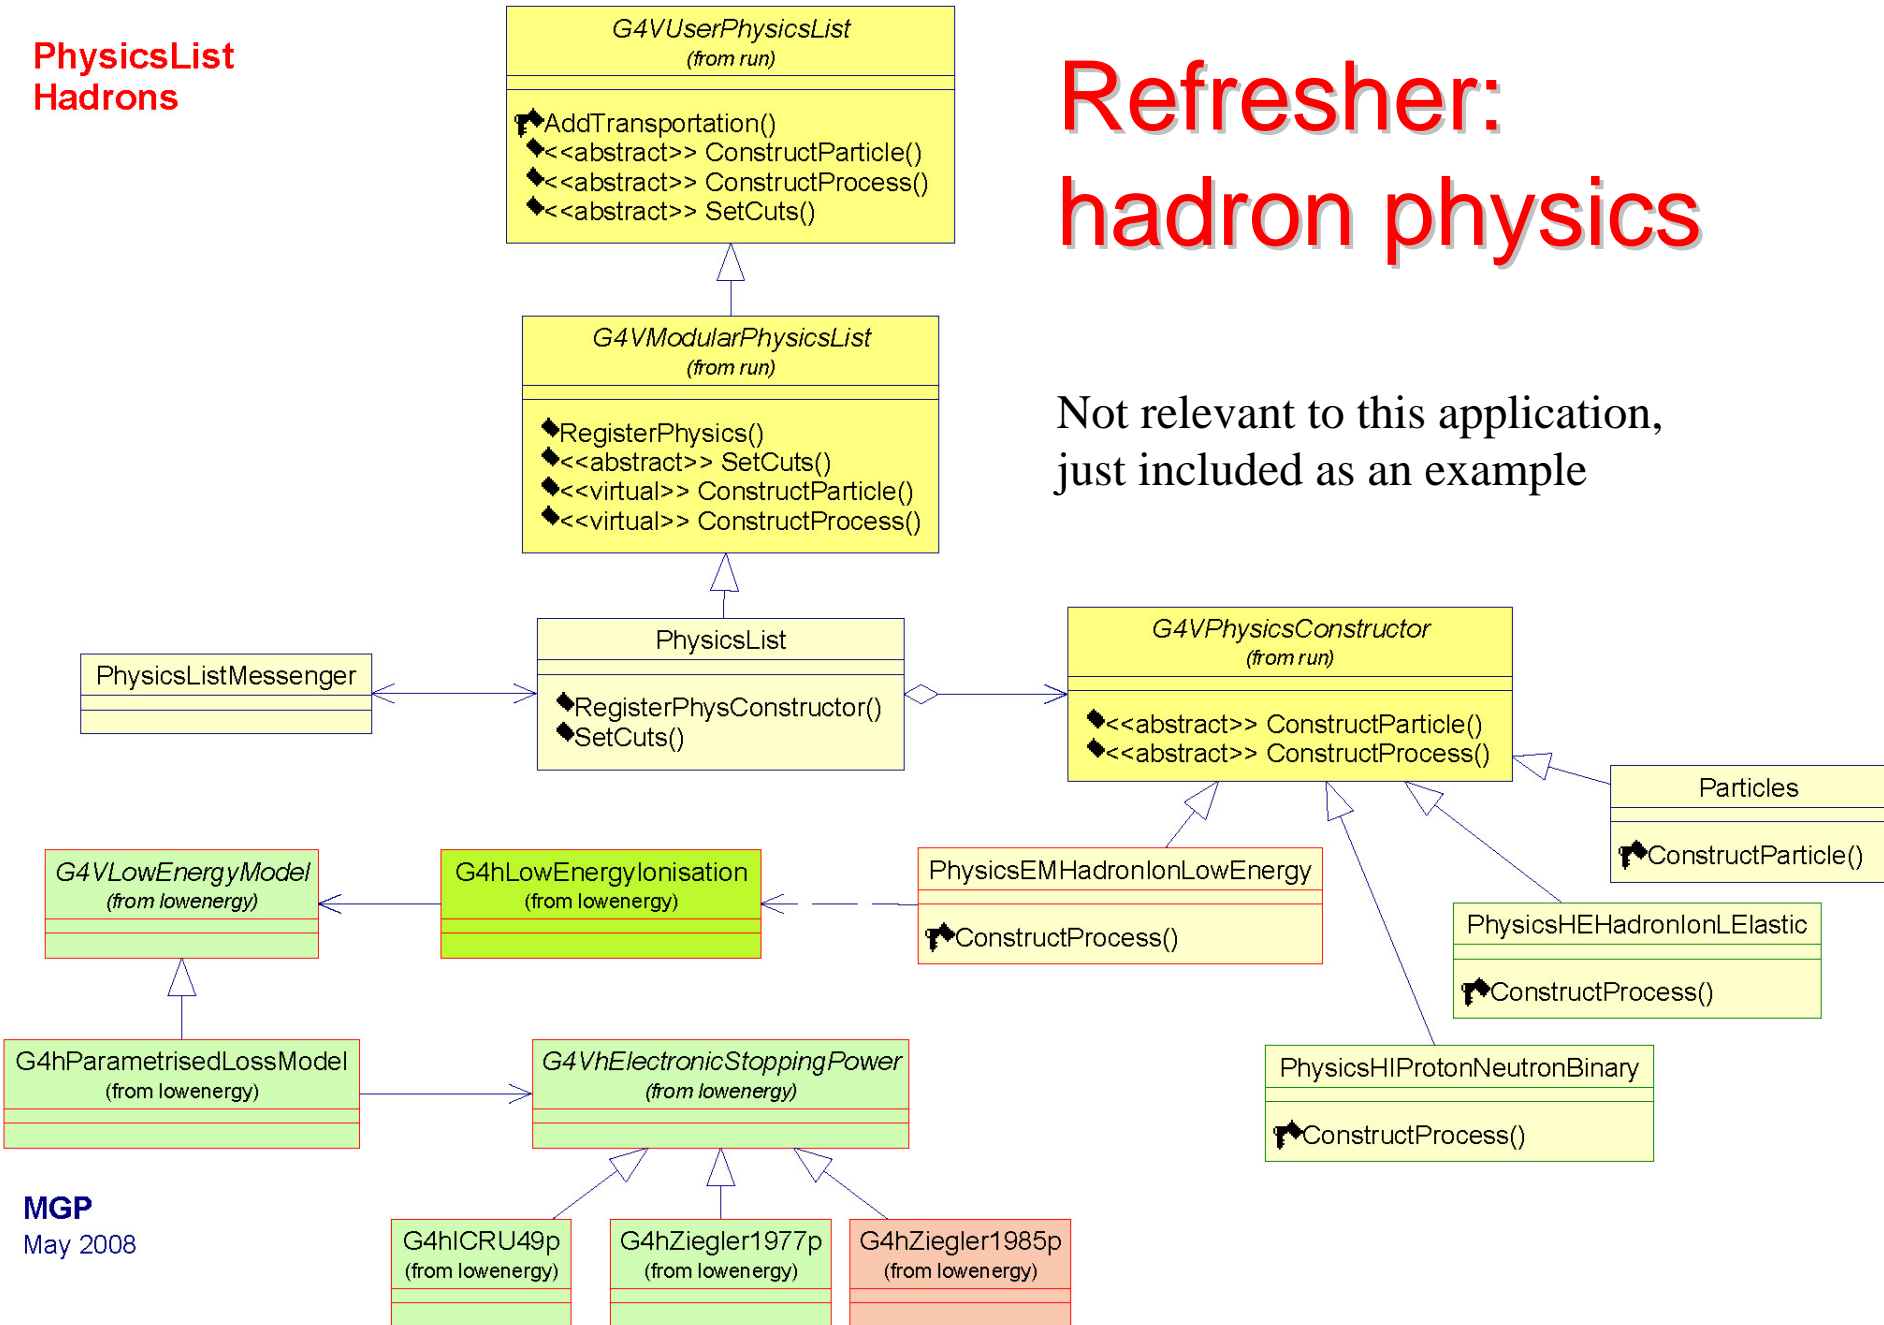 PhysicsList
Hadrons
G4VUserPhysicsList
(from run)
AddTransportation()
<<abstract>> ConstructParticle()
<<abstract>> ConstructProcess()
<<abstract>> SetCuts()
Refresher:
hadron physics
G4VModularPhysicsList
(from run)
RegisterPhysics()
<<abstract>> SetCuts()
<<virtual>> ConstructParticle()
<<virtual>> ConstructProcess()
Not relevant to this application,
just included as an example
PhysicsListMessenger
PhysicsList
RegisterPhysConstructor()
SetCuts()
G4VPhysicsConstructor
(from run)
<<abstract>> ConstructParticle()
<<abstract>> ConstructProcess()
Particles
ConstructParticle()
G4VLowEnergyModel
(from lowenergy)
G4hLowEnergyIonisation
(from lowenergy)
PhysicsEMHadronIonLowEnergy
ConstructProcess()
PhysicsHEHadronIonLElastic
ConstructProcess()
G4hParametrisedLossModel
(from lowenergy)
G4VhElectronicStoppingPower
(from lowenergy)
PhysicsHIProtonNeutronBinary
ConstructProcess()
MGP
May 2008
G4hICRU49p
(from lowenergy)
G4hZiegler1977p
(from lowenergy)
G4hZiegler1985p
(from lowenergy)